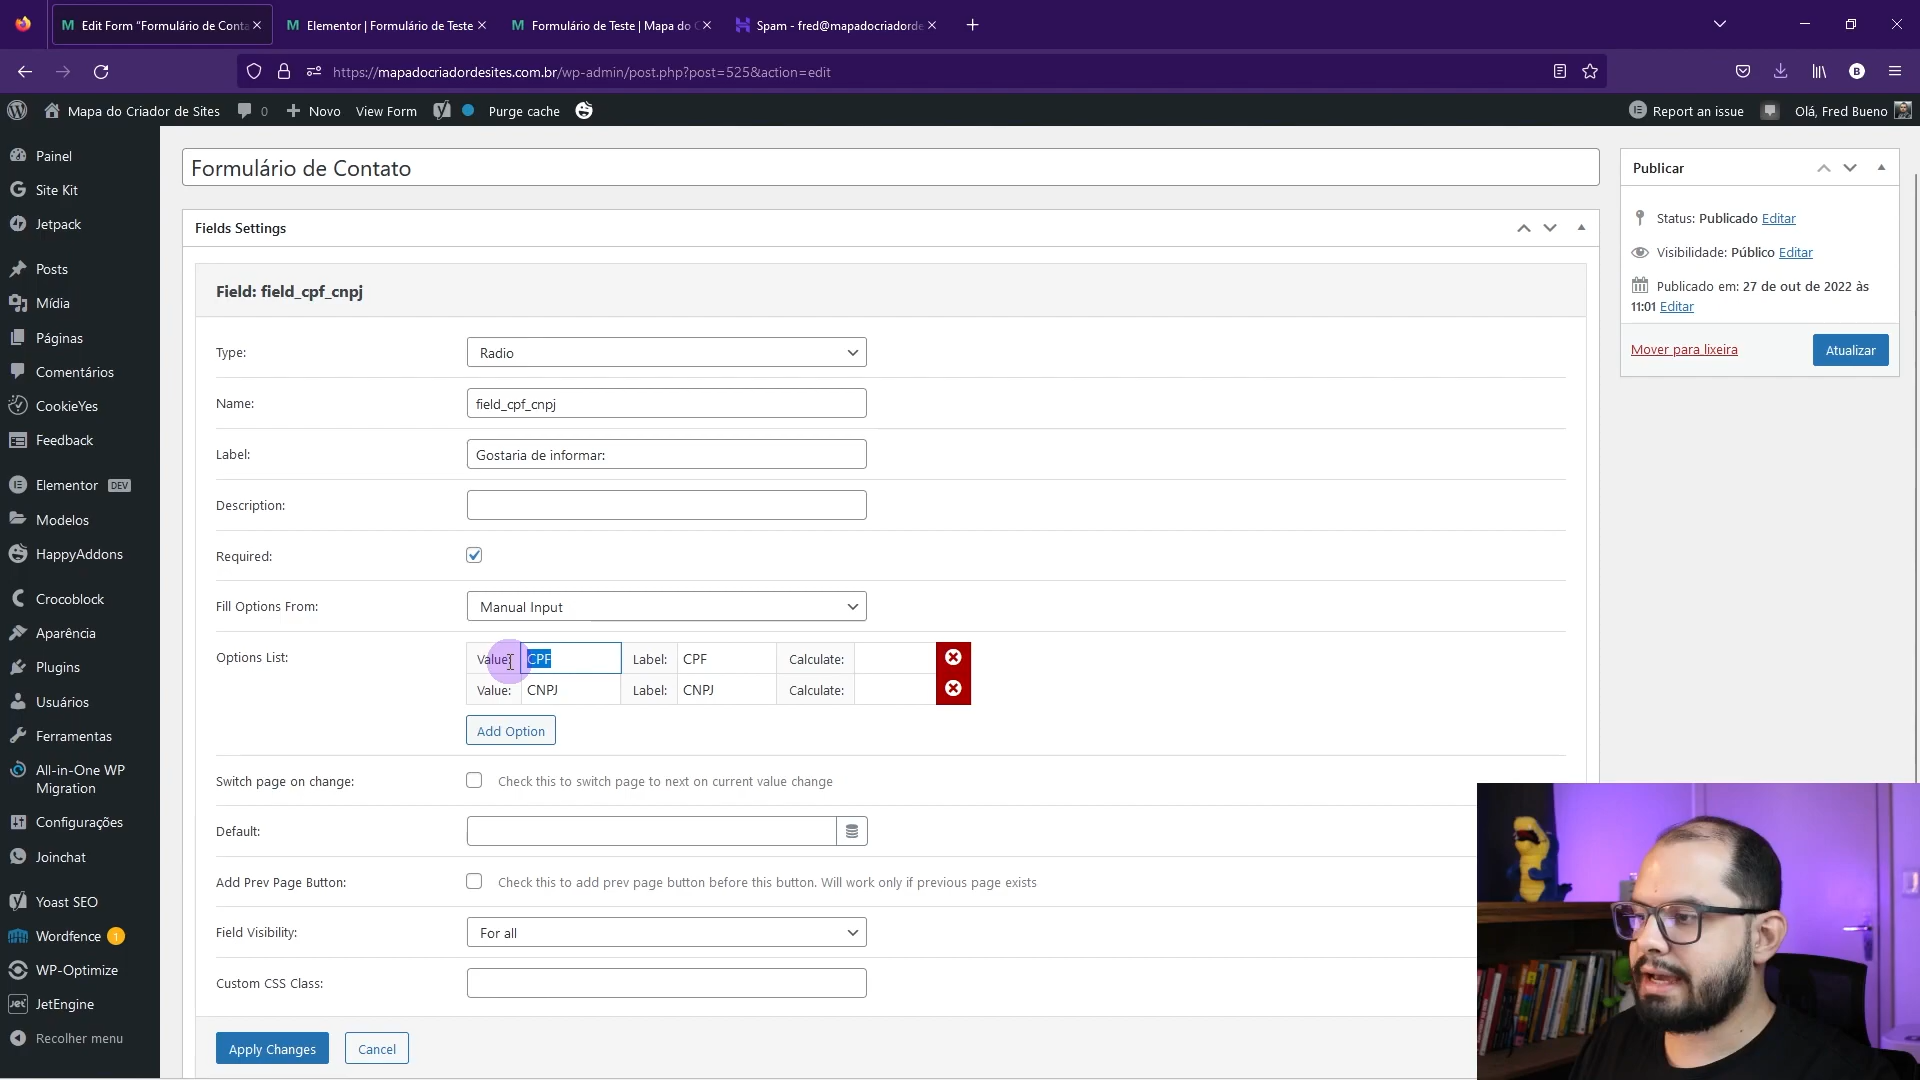 Edit Form “Formulário de Conta
Elementor | Formulário de Teste
Formulário de Teste | Mapa do C
Spam - fred@mapadocriadorde
https://mapadocriadordesites.com.br/wp-admin/post.php?post=525&action=edit
Mapa do Criador de Sites
0
Novo
View Form
Purge cache
Report an issue
Olá, Fred Bueno
Painel
Site Kit
Jetpack
Posts
Mídia
Páginas
Comentários
CookieYes
Feedback
Elementor DEV
Modelos
HappyAddons
Crocoblock
Aparência
Plugins
Usuários
Ferramentas
All-in-One WP
Migration
Configurações
Joinchat
Yoast SEO
Wordfence 1
WP-Optimize
JetEngine
Recolher menu
Formulário de Contato
Fields Settings
Field: field_cpf_cnpj
Type: Radio
Name: field_cpf_cnpj
Label: Gostaria de informar:
Description:
Required:
Fill Options From: Manual Input
Options List:
Value: CPF Label: CPF Calculate:
Value: CNPJ Label: CNPJ Calculate:
Add Option
Switch page on change: Check this to switch page to next on current value change
Default:
Add Prev Page Button: Check this to add prev page button before this button. Will work only if previous page exists
Field Visibility: For all
Custom CSS Class:
Apply Changes Cancel
Publicar
Status: Publicado Editar
Visibilidade: Público Editar
Publicado em: 27 de out de 2022 às
11:01 Editar
Mover para lixeira
Atualizar